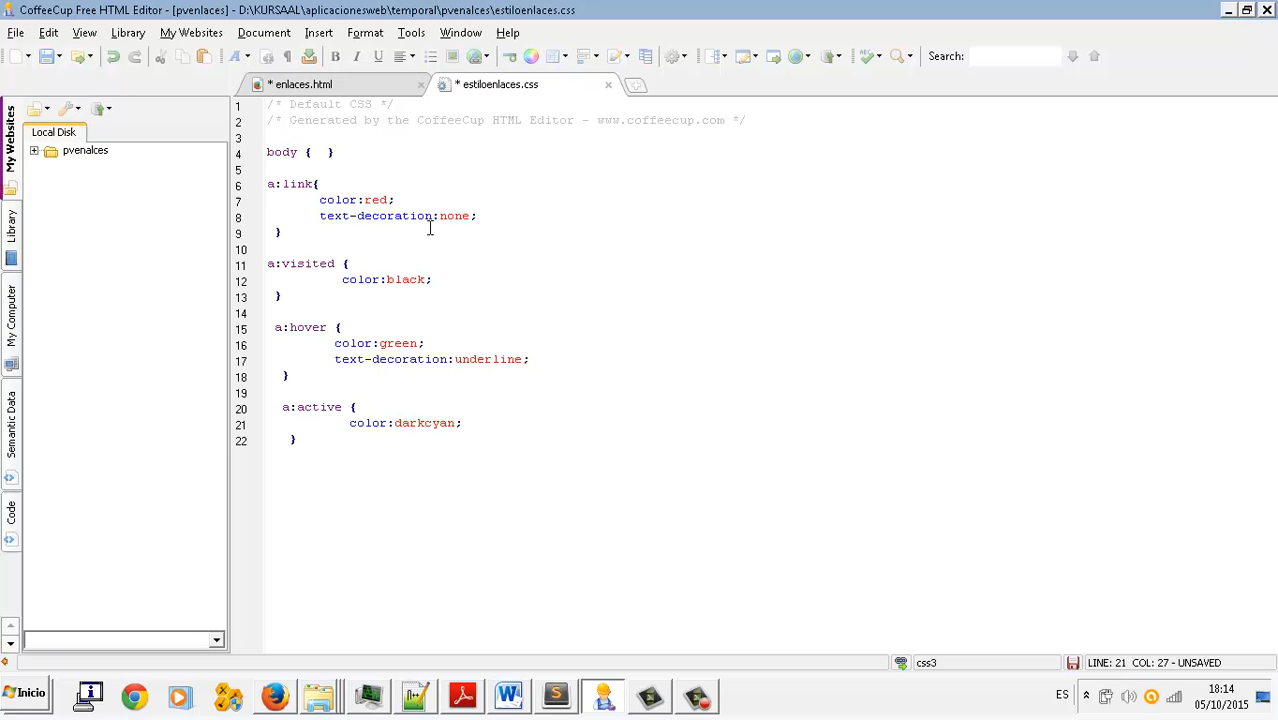 CoffeeCup Free HTML Editor - [pvenlaces] - D:\KURSAAL\aplicacionesweb\temporal\pvenalces\estiloenlaces.css
File Edit View Library My Websites Document Insert Format Tools Window Help
Search:
* enlaces.html
* estiloenlaces.css
My Websites
Library
My Computer
Semantic Data
Code
Local Disk
pvenalces
1 /* Default CSS */
2 /* Generated by the CoffeeCup HTML Editor - www.coffeecup.com */
3
4 body { }
5
6 a:link{
7 color:red;
8 text-decoration:none;
9 }
10
11 a:visited {
12 color:black;
13 }
14
15 a:hover {
16 color:green;
17 text-decoration:underline;
18 }
19
20 a:active {
21 color:darkcyan;
22 }
css3
LINE: 21 COL: 27 - UNSAVED
Inicio
ES
18:14
05/10/2015